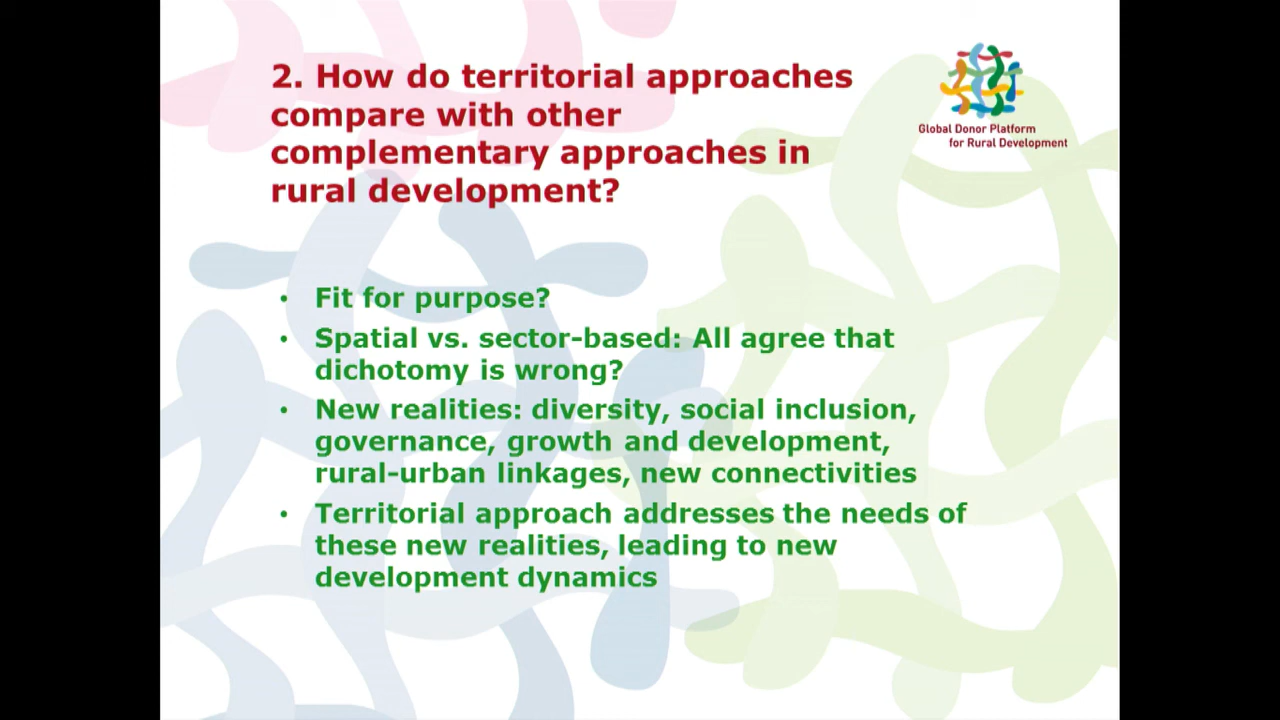 2. How do territorial approaches
compare with other
complementary approaches in
rural development?
Global Donor Platform
for Rural Development
• Fit for purpose?
• Spatial vs. sector-based: All agree that
dichotomy is wrong?
• New realities: diversity, social inclusion,
governance, growth and development,
rural-urban linkages, new connectivities
• Territorial approach addresses the needs of
these new realities, leading to new
development dynamics